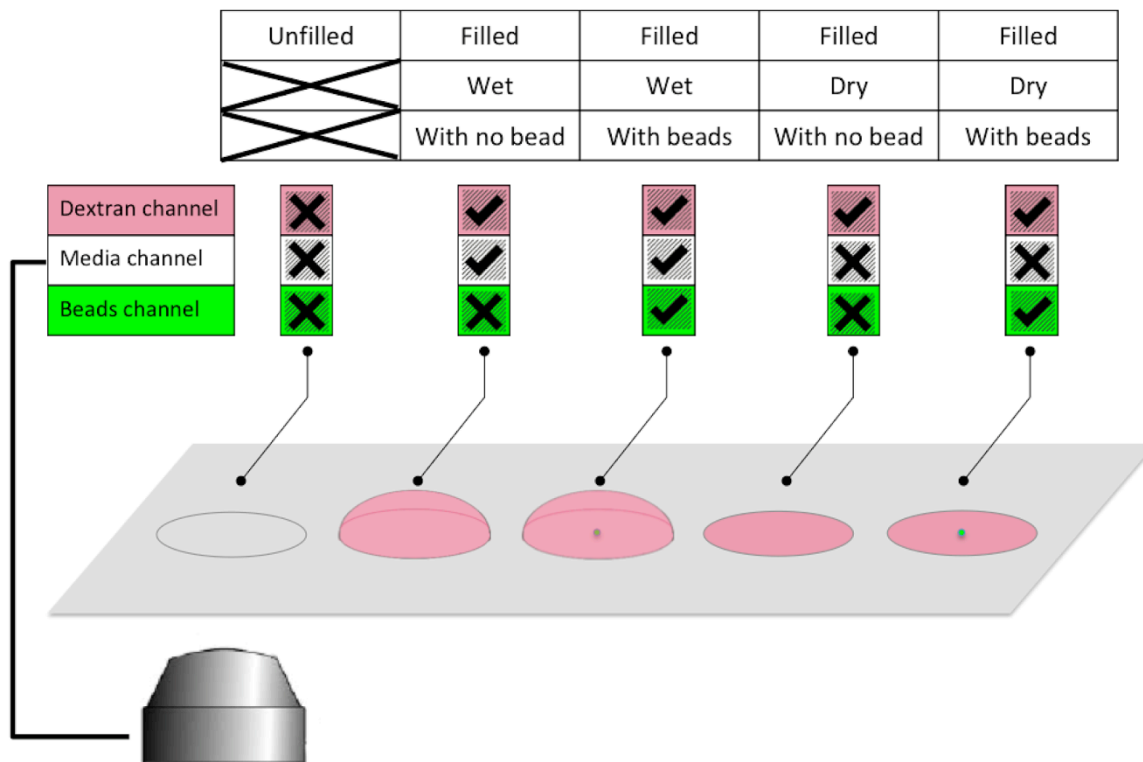 Unfilled Filled Filled Filled Filled
Wet Wet Dry Dry
With no bead With beads With no bead With beads
Dextran channel
Media channel
Beads channel